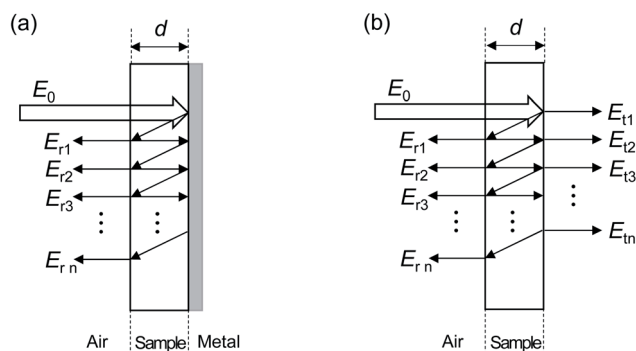 (a)
d
E0
Er1
Er2
Er3
Er n
Air
Sample
Metal
(b)
d
E0
Er1
Er2
Er3
Er n
Et1
Et2
Et3
Etn
Air
Sample